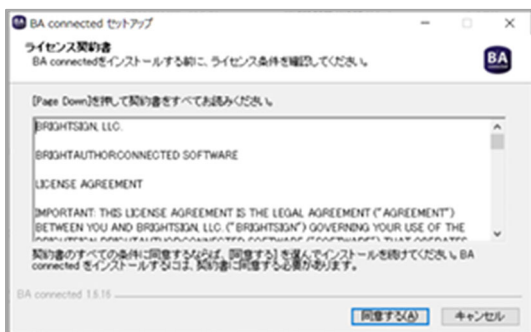 BA connected セットアップ
ライセンス契約書
BA connectedをインストールする前に、ライセンス条件を確認してください。
BA
[Page Down]を押して契約書をすべてお読みください。
BRIGHTSIGN, LLC.
BRIGHTAUTHORCONNECTED SOFTWARE
LICENSE AGREEMENT
IMPORTANT: THIS LICENSE AGREEMENT IS THE LEGAL AGREEMENT ("AGREEMENT")
BETWEEN YOU AND BRIGHTSIGN, LLC. ("BRIGHTSIGN") GOVERNING YOUR USE OF THE
BRIGHTSIGN BRIGHTAUTHORCONNECTED SOFTWARE ("SOFTWARE") THAT OPERATES
契約書のすべての条件に同意するならば、[同意する] を選んでインストールを続けてください。BA
connected をインストールするには、契約書に同意する必要があります。
BA connected 1.6.16
同意する(A)
キャンセル